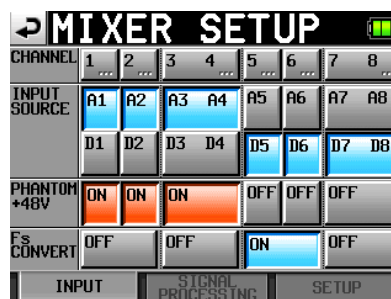 MIXER SETUP
CHANNEL 1 ... 2 ... 3 4 ... 5 ... 6 ... 7 8 ...
INPUT SOURCE A1 A2 A3 A4 A5 A6 A7 A8
D1 D2 D3 D4 D5 D6 D7 D8
PHANTOM +48V ON ON ON OFF OFF OFF
Fs CONVERT OFF OFF ON OFF
INPUT SIGNAL PROCESSING SETUP